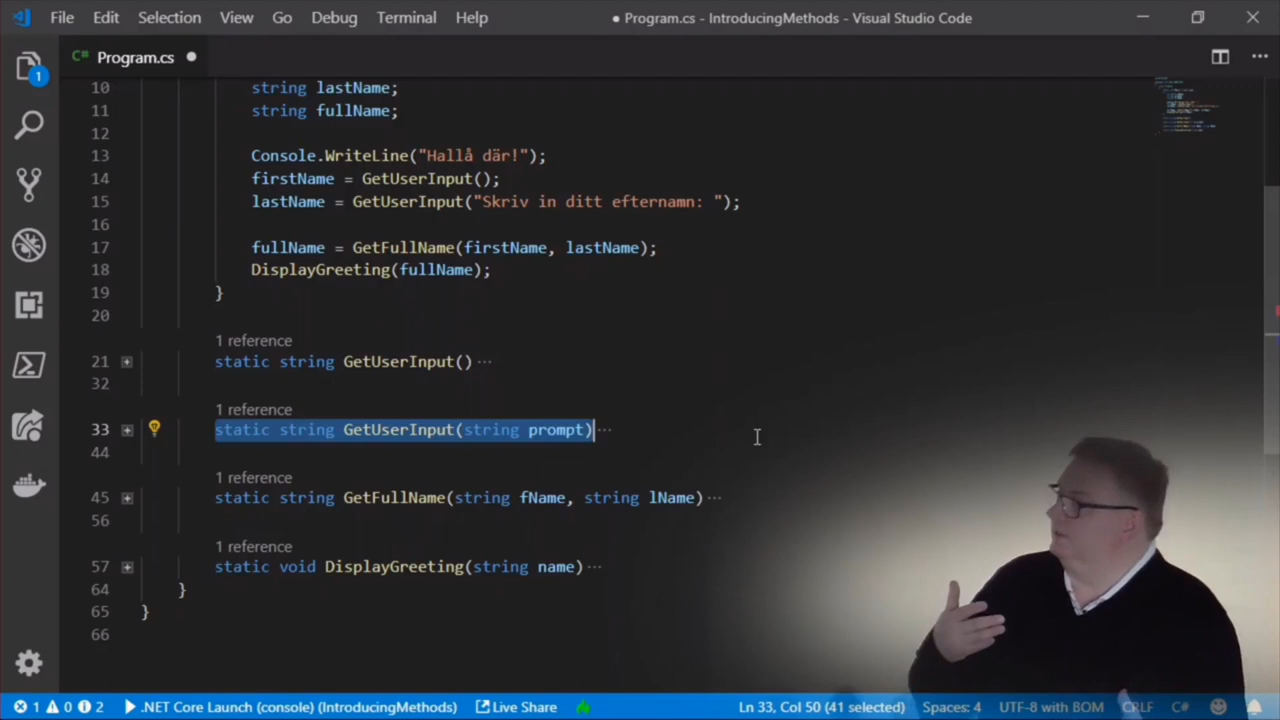 File Edit Selection View Go Debug Terminal Help
● Program.cs - IntroducingMethods - Visual Studio Code
C# Program.cs ●
1
10 string lastName;
11 string fullName;
12
13 Console.WriteLine("Hallå där!");
14 firstName = GetUserInput();
15 lastName = GetUserInput("Skriv in ditt efternamn: ");
16
17 fullName = GetFullName(firstName, lastName);
18 DisplayGreeting(fullName);
19 }
20
1 reference
21 static string GetUserInput() ...
32
1 reference
33 static string GetUserInput(string prompt) ...
44
1 reference
45 static string GetFullName(string fName, string lName) ...
56
1 reference
57 static void DisplayGreeting(string name) ...
64 }
65 }
66
1 0 2 .NET Core Launch (console) (IntroducingMethods) Live Share Ln 33, Col 50 (41 selected) Spaces: 4 UTF-8 with BOM CRLF C#